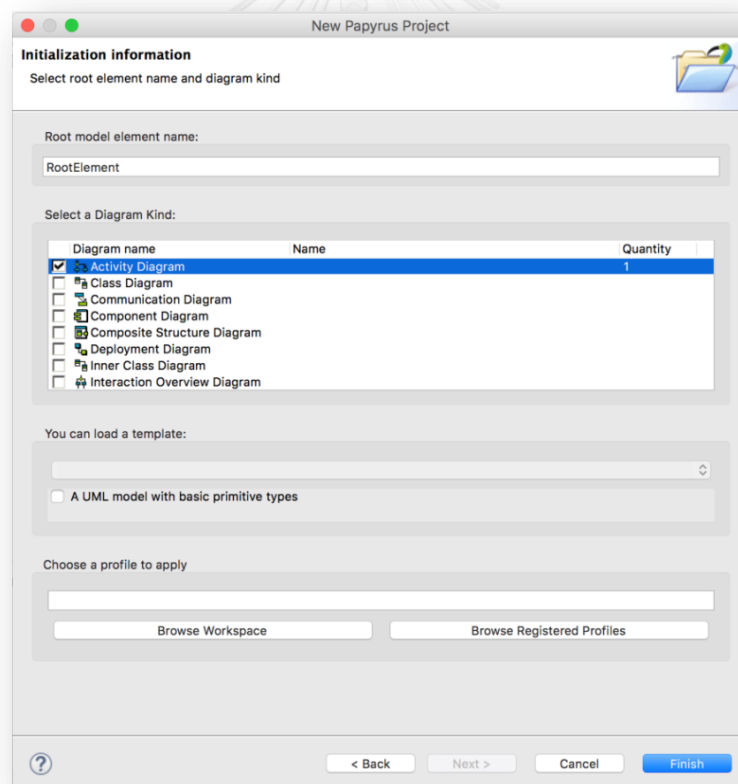 New Papyrus Project
Initialization information
Select root element name and diagram kind
Root model element name:
RootElement
Select a Diagram Kind:
Diagram name Name Quantity
Activity Diagram 1
Class Diagram
Communication Diagram
Component Diagram
Composite Structure Diagram
Deployment Diagram
Inner Class Diagram
Interaction Overview Diagram
You can load a template:
A UML model with basic primitive types
Choose a profile to apply
Browse Workspace Browse Registered Profiles
? < Back Next > Cancel Finish